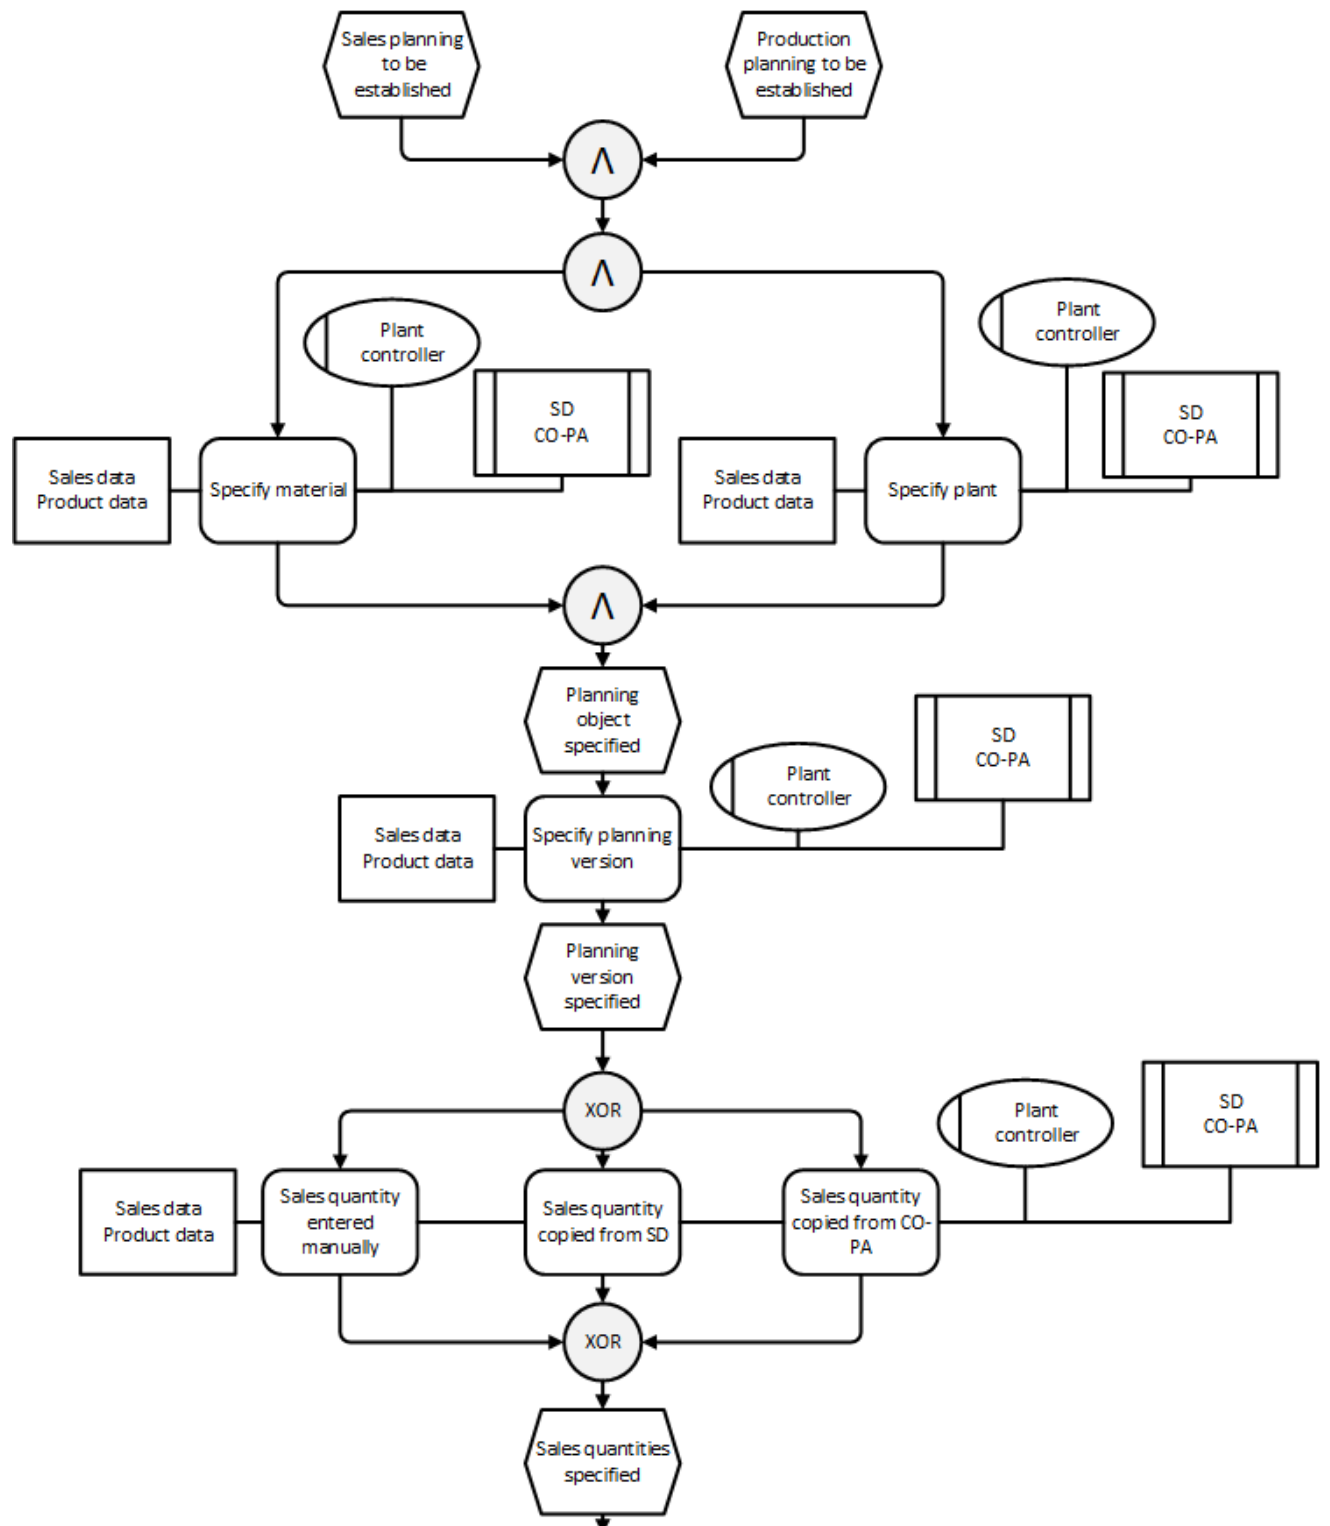 Sales planning
to be
established
Production
planning to be
established
Λ
Λ
Plant
controller
SD
CO-PA
Plant
controller
SD
CO-PA
Sales data
Product data
Specify material
Sales data
Product data
Specify plant
Λ
Planning
object
specified
SD
CO-PA
Plant
controller
Sales data
Product data
Specify planning
version
Planning
version
specified
XOR
Plant
controller
SD
CO-PA
Sales data
Product data
Sales quantity
entered
manually
Sales quantity
copied from SD
Sales quantity
copied from CO-
PA
XOR
Sales quantities
specified